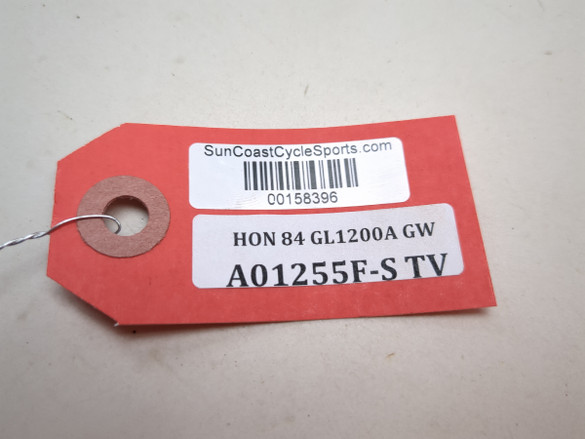 SunCoastCycleSports.com
00158396
HON 84 GL1200A GW
A01255F-S TV